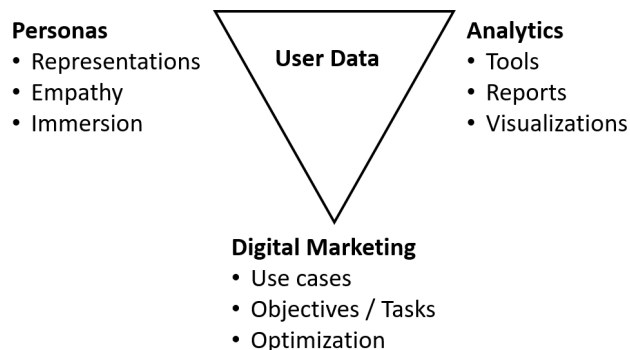 Personas
• Representations
• Empathy
• Immersion
User Data
Analytics
• Tools
• Reports
• Visualizations
Digital Marketing
• Use cases
• Objectives / Tasks
• Optimization